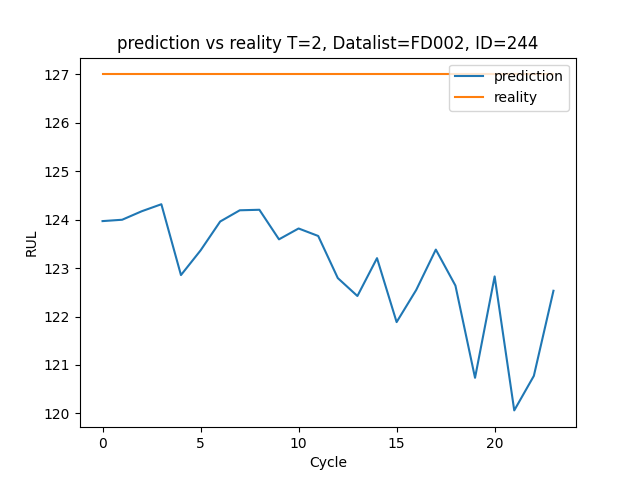 prediction vs reality T=2, Datalist=FD002, ID=244
127
126
125
124
123
122
121
120
RUL
prediction
reality
0
5
10
15
20
Cycle